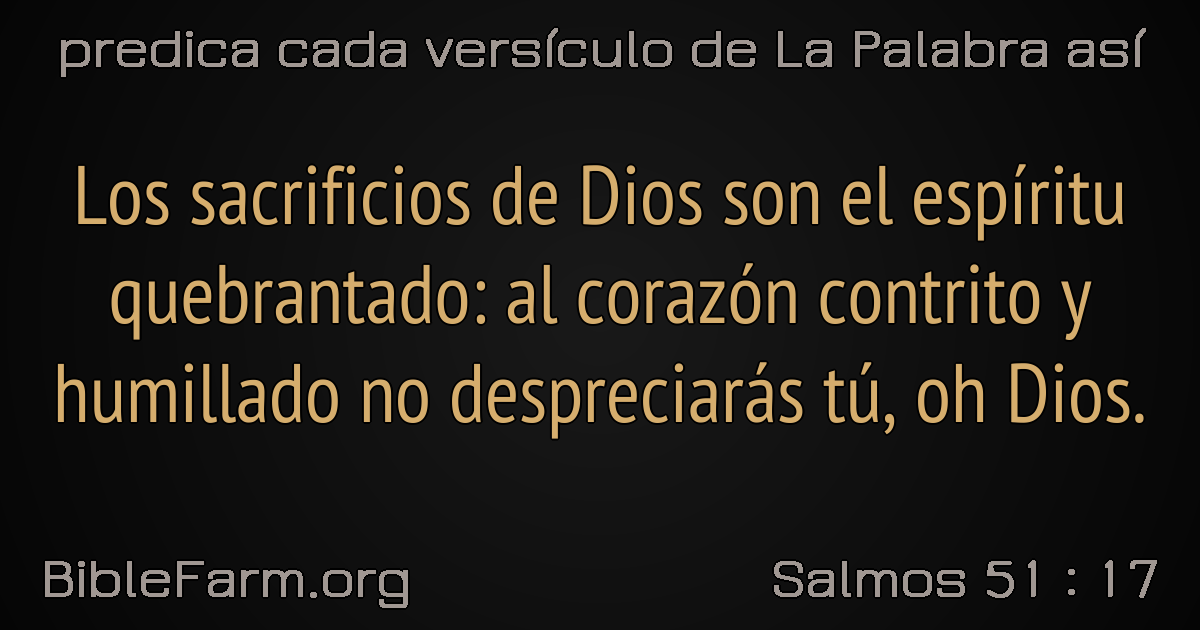 predica cada versículo de La Palabra así
Los sacrificios de Dios son el espíritu
quebrantado: al corazón contrito y
humillado no despreciarás tú, oh Dios.
BibleFarm.org
Salmos 51 : 17